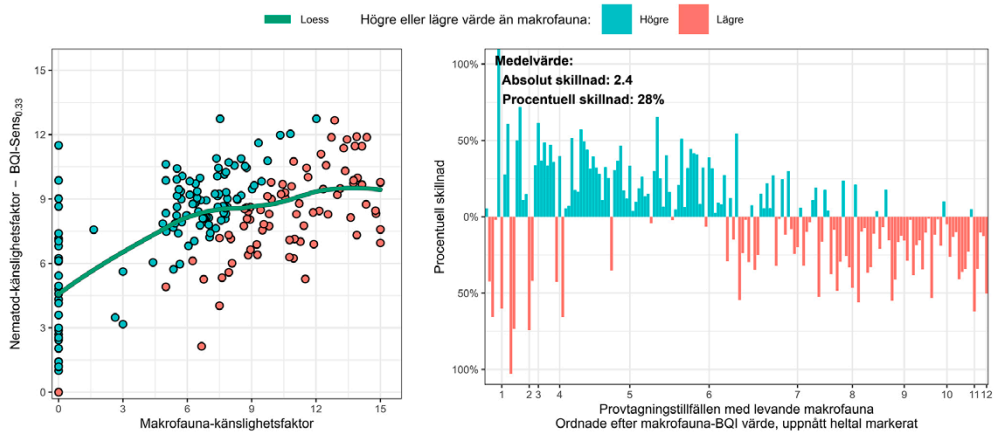 Loess Högre eller lägre värde än makrofauna: Högre Lägre
Nematod-känslighetsfaktor – BQI-Sens0.33
15
12
9
6
3
0
0 3 6 9 12 15
Makrofauna-känslighetsfaktor
Procentuell skillnad
Medelvärde:
Absolut skillnad: 2.4
Procentuell skillnad: 28%
100%
50%
0%
50%
100%
1 2 3 4 5 6 7 8 9 10 11 12
Provtagningstillfällen med levande makrofauna
Ordnade efter makrofauna-BQI värde, uppnått heltal markerat